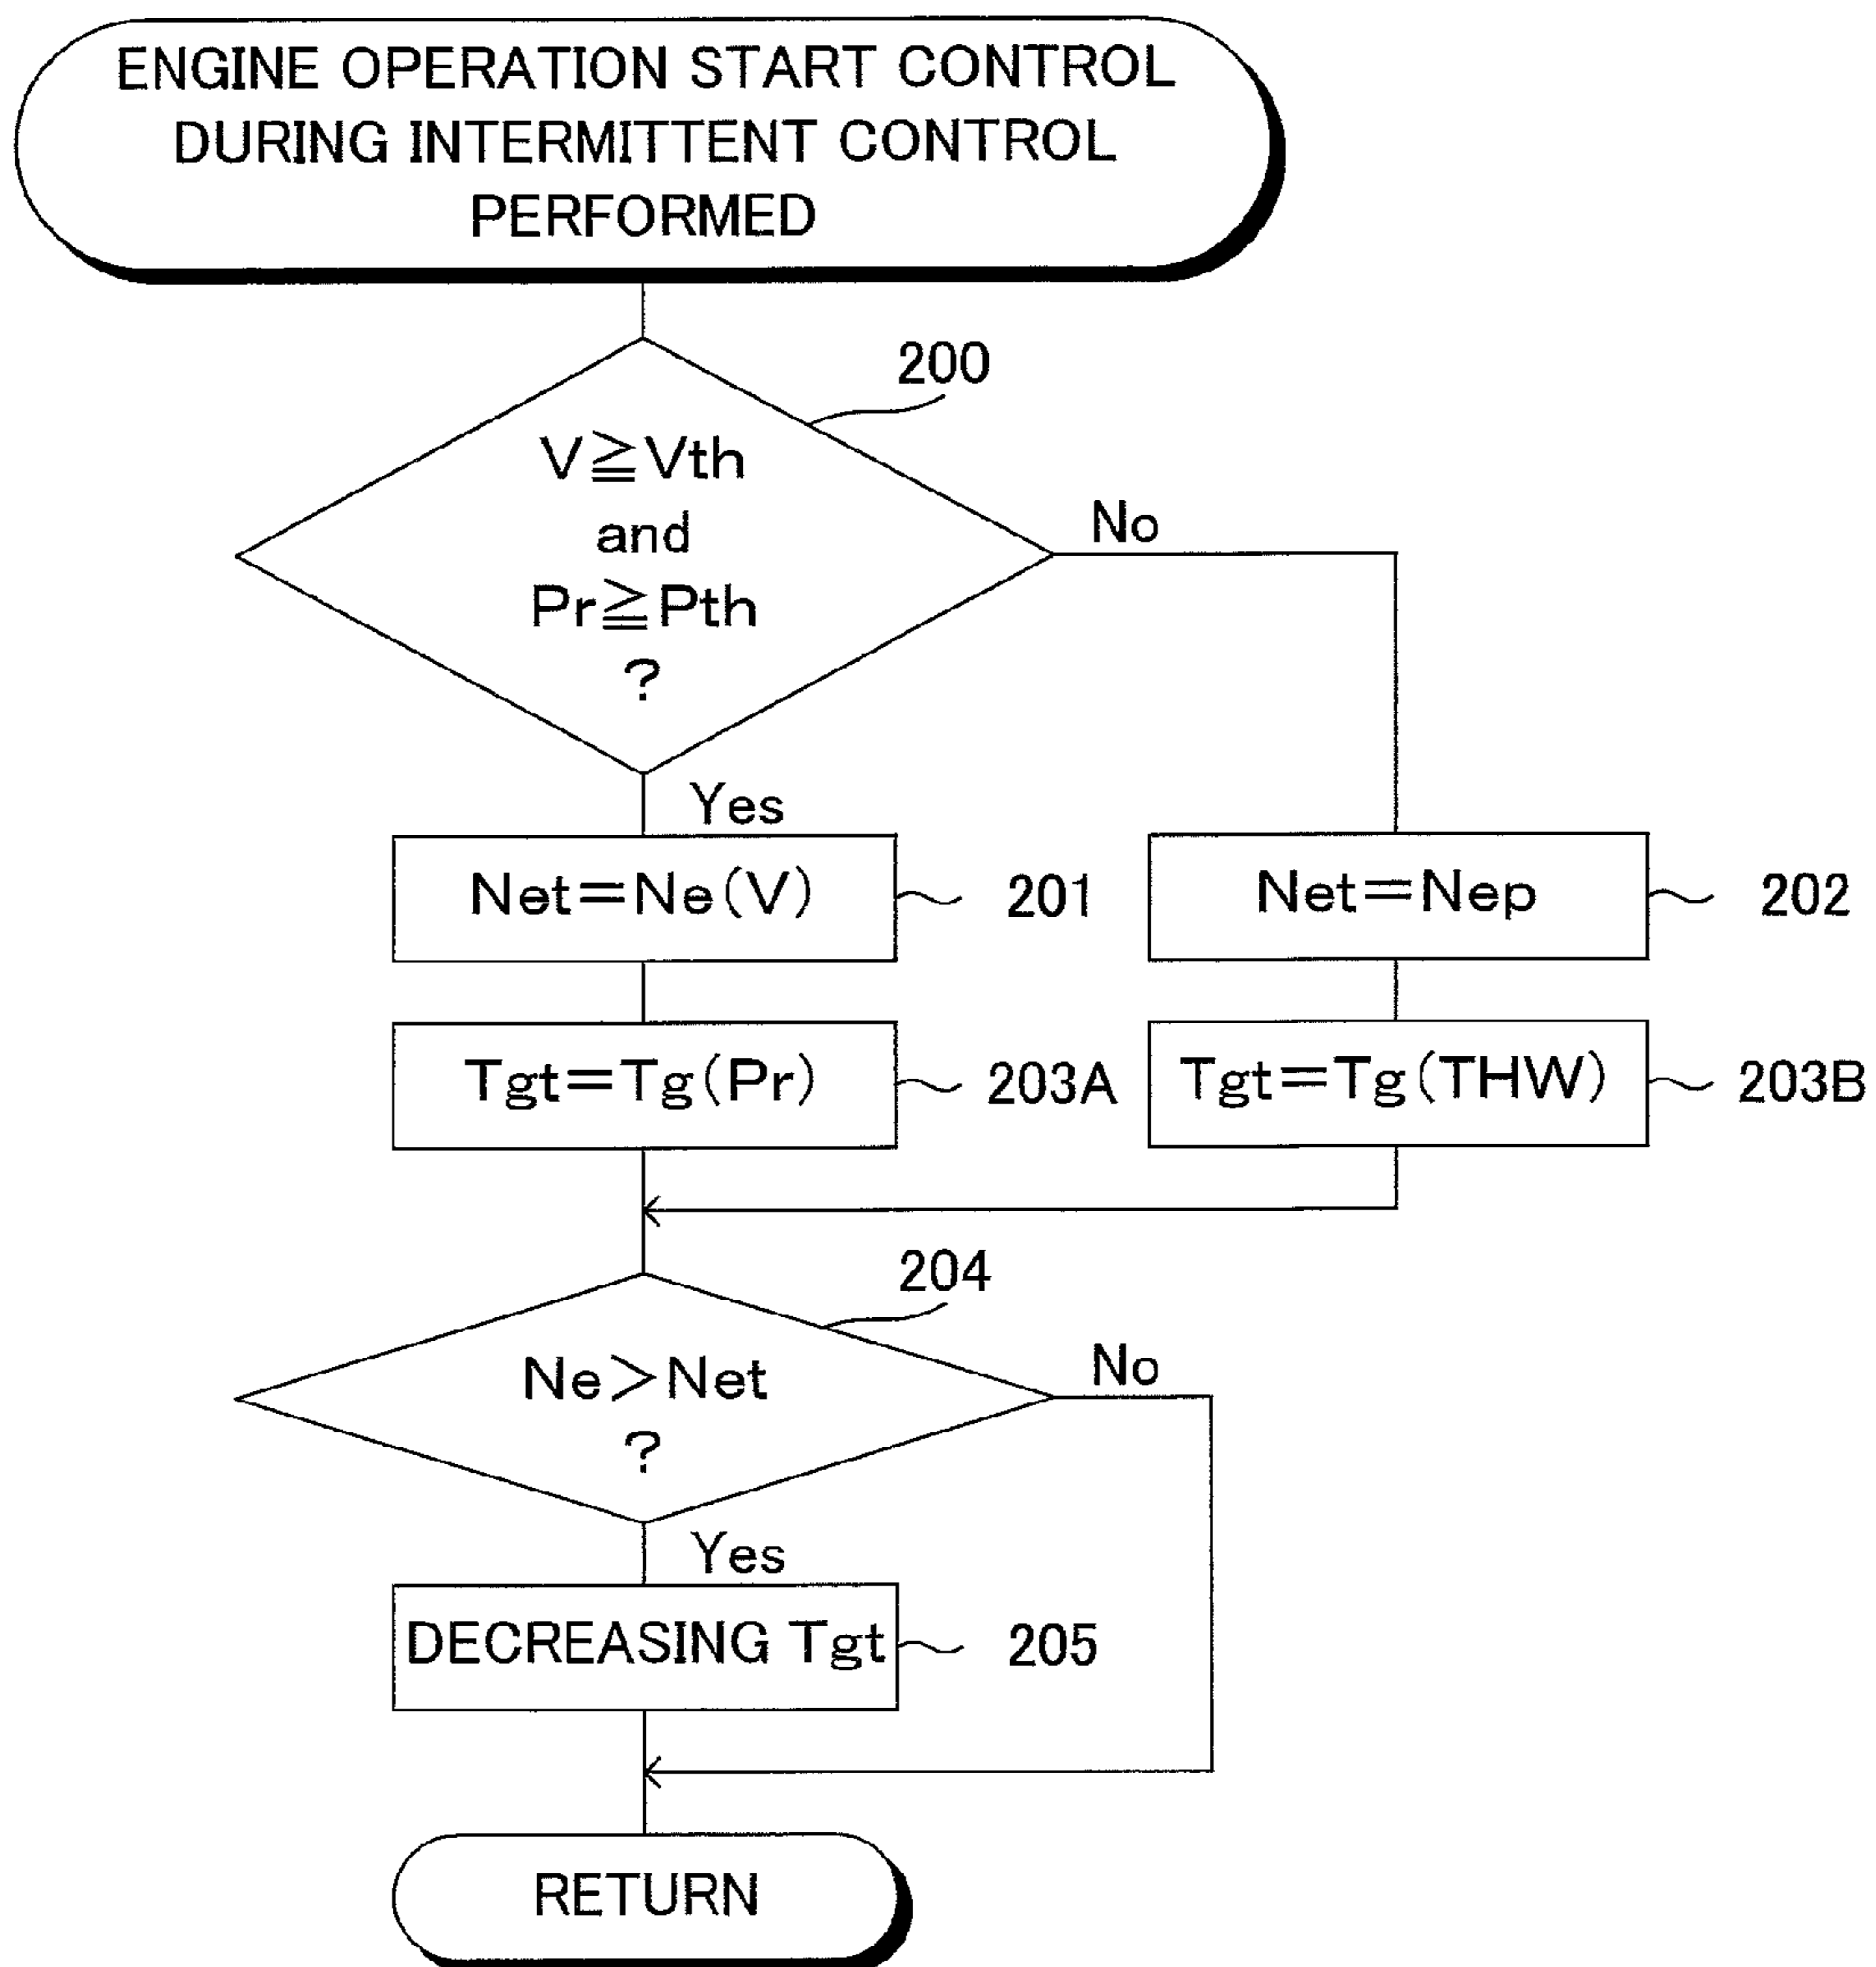 ENGINE OPERATION START CONTROL
DURING INTERMITTENT CONTROL
PERFORMED
200
V≧Vth
and
Pr≧Pth
?
No
Yes
Net=Ne(V)
201
Net=Nep
202
Tgt=Tg(Pr)
203A
Tgt=Tg(THW)
203B
204
Ne>Net
?
No
Yes
DECREASING Tgt
205
RETURN